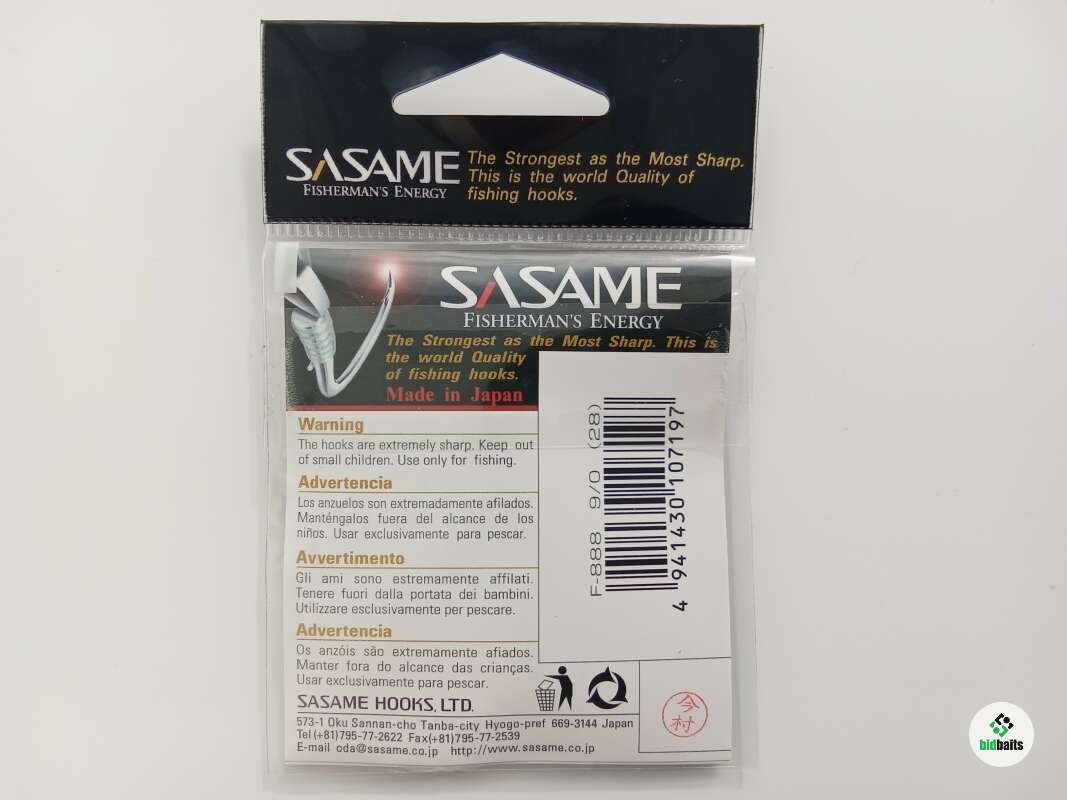 SASAME
FISHERMAN'S ENERGY
The Strongest as the Most Sharp.
This is the world Quality of
fishing hooks.
SASAME
FISHERMAN'S ENERGY
The Strongest as the Most Sharp. This is
the world Quality
of fishing hooks.
Made in Japan
Warning
The hooks are extremely sharp. Keep out
of small children. Use only for fishing.
Advertencia
Los anzuelos son extremadamente afilados.
Manténgalos fuera del alcance de los
niños. Usar exclusivamente para pescar.
Avvertimento
Gli ami sono estremamente affilati.
Tenere fuori dalla portata dei bambini.
Utilizzare esclusivamente per pescare.
Advertencia
Os anzóis são extremamente afiados.
Manter fora do alcance das crianças.
Usar exclusivamente para pescar.
SASAME HOOKS, LTD.
573-1 Oku Sannan-cho Tanba-city Hyogo-pref 669-3144 Japan
Tel (+81)795-77-2622 Fax(+81)795-77-2539
E-mail oda@sasame.co.jp http://www.sasame.co.jp
F-888 9/0 (28)
4 941430 107197
今村
bidbaits